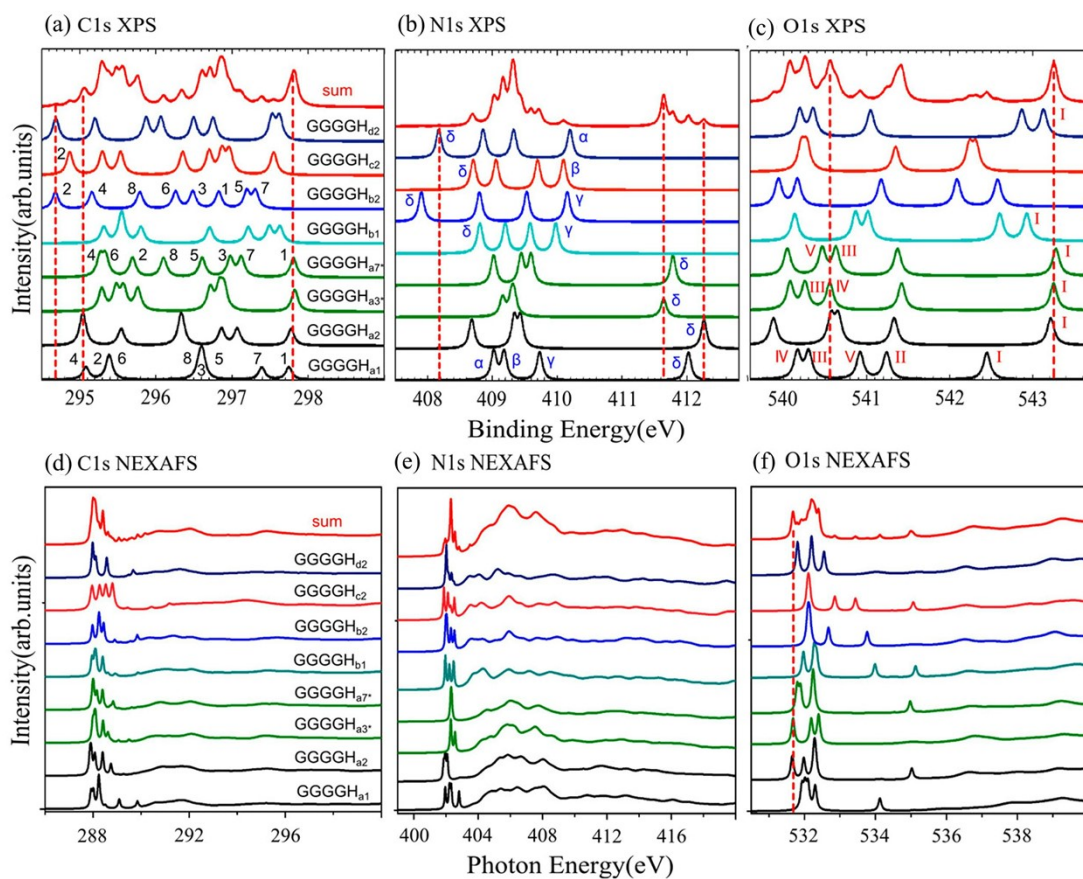 (a) C1s XPS
(b) N1s XPS
(c) O1s XPS
Intensity(arb.units)
sum
GGGGHd2
2
GGGGHc2
2 4 8 6 3 1 5 7
GGGGHb2
GGGGHb1
4 6 2 8 5 3 7 1
GGGGHa7*
GGGGHa3*
GGGGHa2
4 2 6 8 3 5 7 1
GGGGHa1
295 296 297 298
δ α
δ β
δ γ
δ γ
δ
δ
δ
α β γ δ
408 409 410 411 412
I
I
V III I
III IV I
I
IV III V II I
540 541 542 543
Binding Energy(eV)
(d) C1s NEXAFS
(e) N1s NEXAFS
(f) O1s NEXAFS
Intensity(arb.units)
sum
GGGGHd2
GGGGHc2
GGGGHb2
GGGGHb1
GGGGHa7*
GGGGHa3*
GGGGHa2
GGGGHa1
288 292 296
400 404 408 412 416
532 534 536 538
Photon Energy(eV)